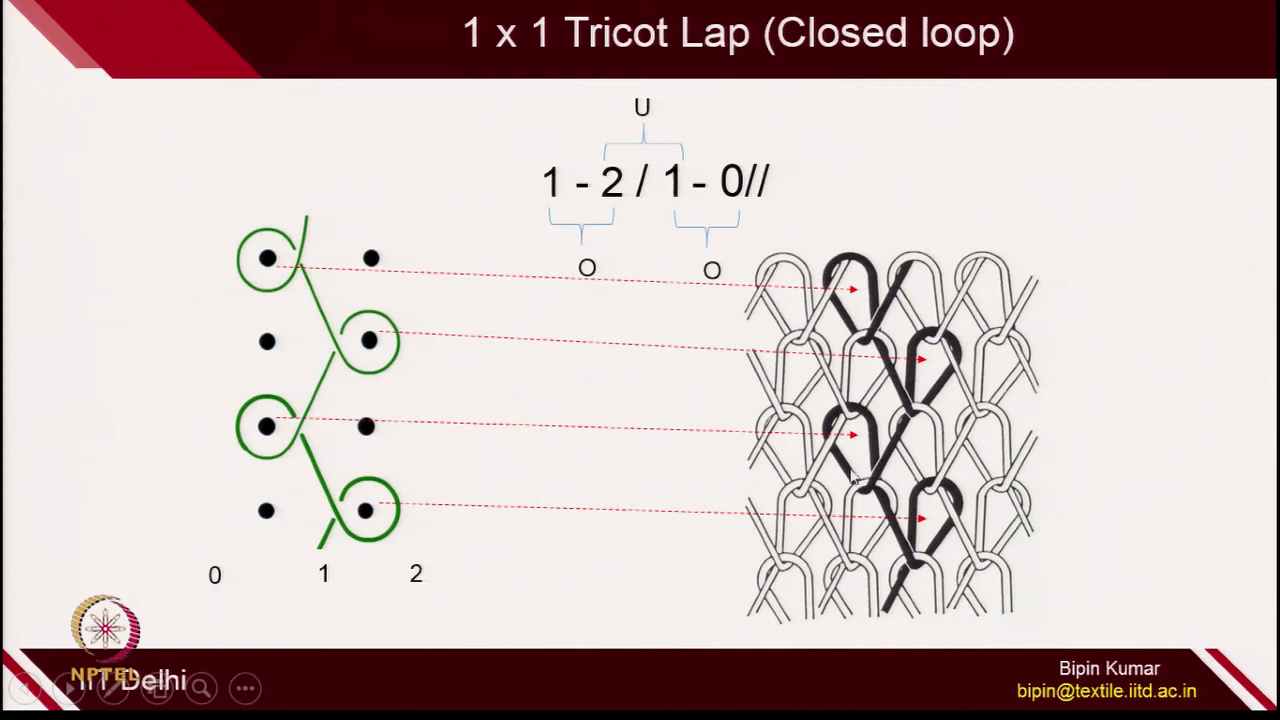 1 x 1 Tricot Lap (Closed loop)
U
1 - 2 / 1 - 0//
O O
0 1 2
NPTEL
IIT Delhi
Bipin Kumar
bipin@textile.iitd.ac.in